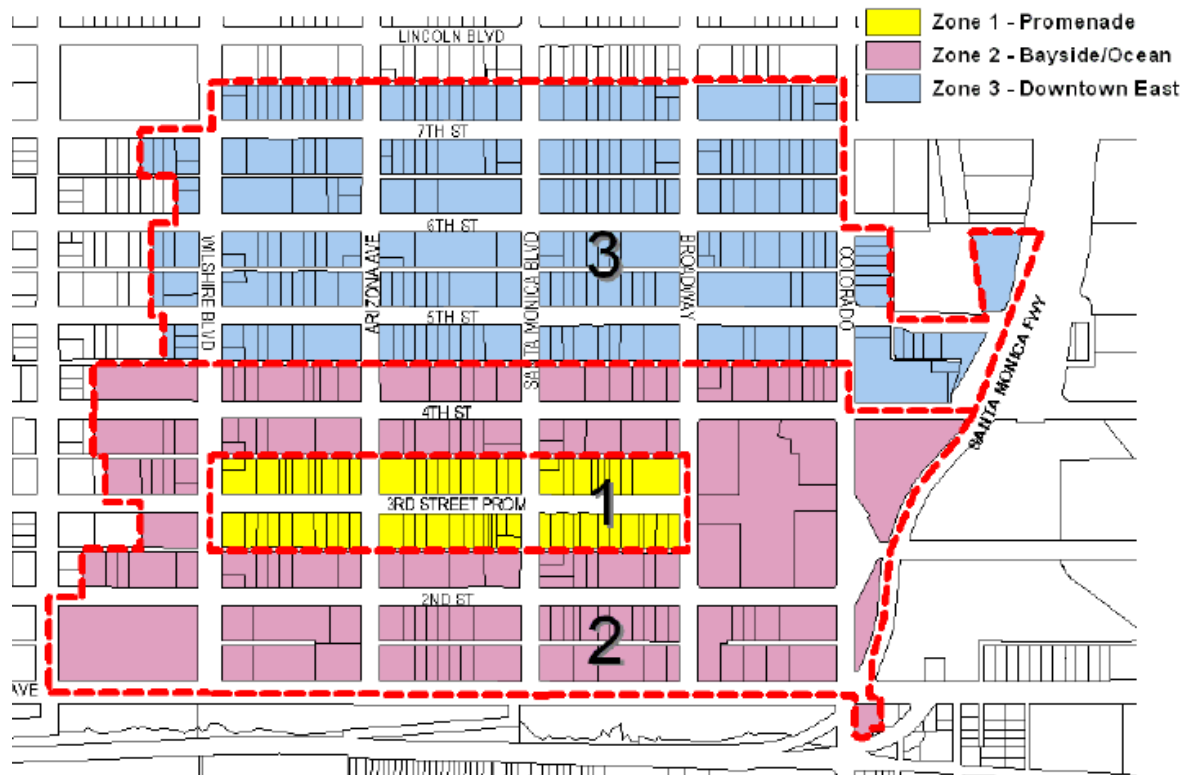 LINCOLN BLVD
Zone 1 - Promenade
Zone 2 - Bayside/Ocean
Zone 3 - Downtown East
7TH ST
6TH ST
WILSHIRE BLVD
ARIZONA AVE
SANTA MONICA BLVD
3
BROADWAY
COLORADO
5TH ST
SANTA MONICA FWY
4TH ST
3RD STREET PROM
1
2ND ST
2
AVE